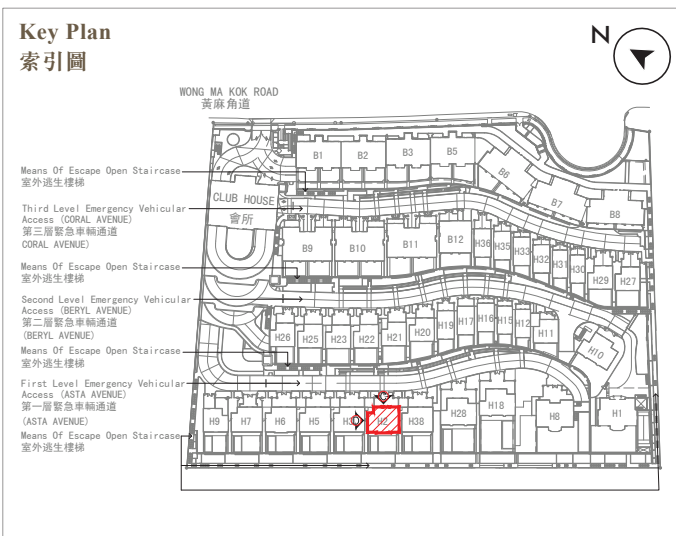 Key Plan
索引圖
N
WONG MA KOK ROAD
黃麻角道
Means Of Escape Open Staircase
室外逃生樓梯
Third Level Emergency Vehicular
Access (CORAL AVENUE)
第三層緊急車輛通道
CORAL AVENUE)
Means Of Escape Open Staircase
室外逃生樓梯
Second Level Emergency Vehicular
Access (BERYL AVENUE)
第二層緊急車輛通道
(BERYL AVENUE)
Means Of Escape Open Staircase
室外逃生樓梯
First Level Emergency Vehicular
Access (ASTA AVENUE)
第一層緊急車輛通道
(ASTA AVENUE)
Means Of Escape Open Staircase
室外逃生樓梯
CLUB HOUSE
會所
B1 B2 B3 B5 B6 B7 B8
B9 B10 B11 B12 H36 H35 H33 H32 H31 H30 H29 H27
H26 H25 H23 H22 H21 H20 H19 H17 H16 H15 H12 H11 H10
H9 H7 H6 H5 H2 H38 H28 H18 H8 H1